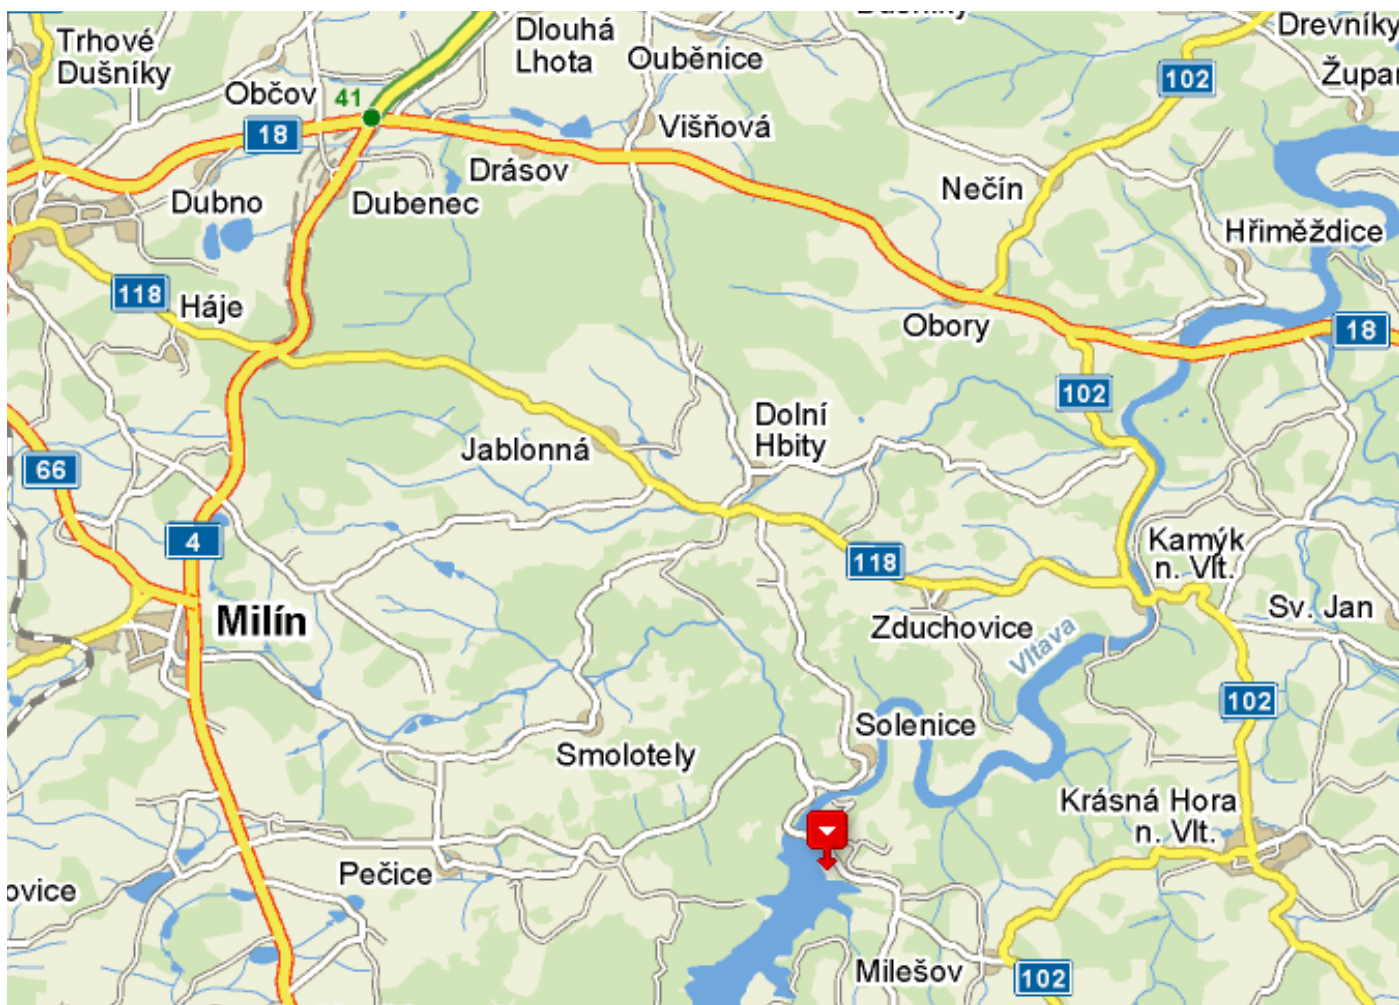 Dušníky
Drevníky
Trhové
Dušníky
Dlouhá
Lhota
Ouběnice
102
Občov
41
18
Višňová
Drásov
Dubno
Dubenec
Nečín
Hřiměždice
118
Háje
Obory
18
102
Dolní
Hbity
Jablonná
66
4
118
Kamýk
n. Vlt.
Milín
Zduchovice
Vltava
Sv. Jan
102
Solenice
Smolotely
Krásná Hora
n. Vlt.
Pečice
ovice
Milešov
102